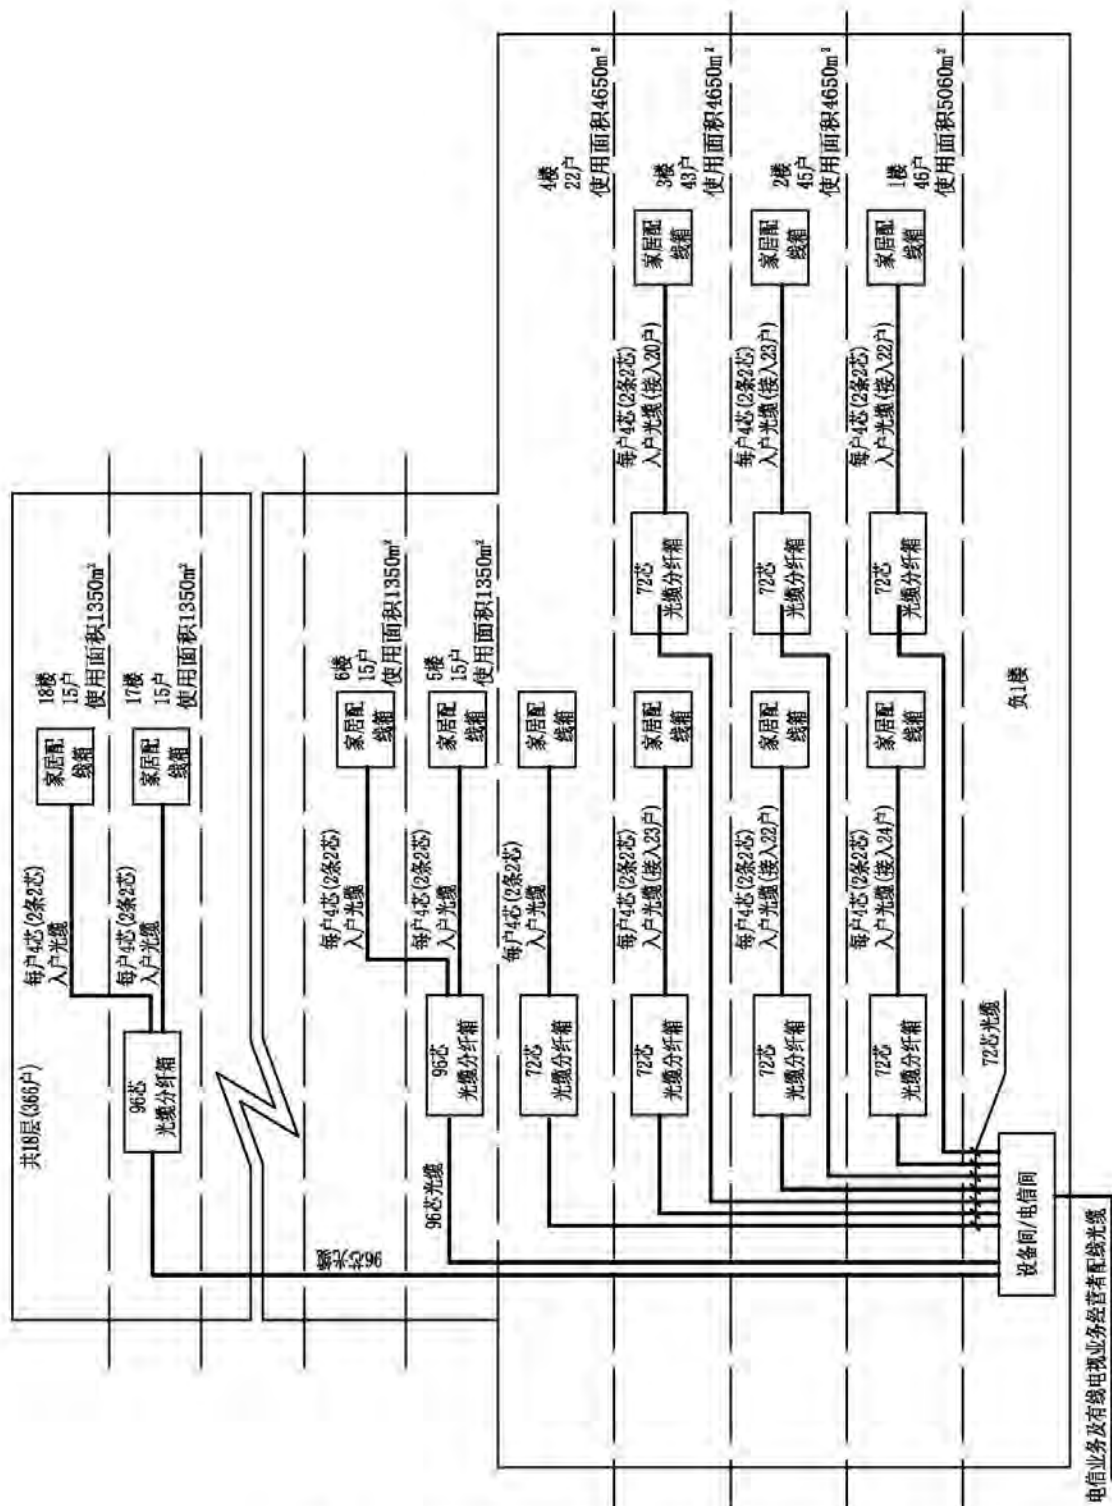 共18层(366户)
每户4芯(2条2芯)
入户光缆
家居配
线箱
18楼
15户
使用面积1350m²
96芯
光缆分纤箱
每户4芯(2条2芯)
入户光缆
家居配
线箱
17楼
15户
使用面积1350m²
96芯光缆
每户4芯(2条2芯)
入户光缆
家居配
线箱
6楼
15户
使用面积1350m²
96芯光缆
96芯
光缆分纤箱
每户4芯(2条2芯)
入户光缆
家居配
线箱
5楼
15户
使用面积1350m²
72芯
光缆分纤箱
每户4芯(2条2芯)
入户光缆
家居配
线箱
4楼
22户
使用面积4650m²
72芯
光缆分纤箱
每户4芯(2条2芯)
入户光缆(接入23户)
家居配
线箱
72芯
光缆分纤箱
每户4芯(2条2芯)
入户光缆(接入20户)
家居配
线箱
3楼
43户
使用面积4650m²
72芯
光缆分纤箱
每户4芯(2条2芯)
入户光缆(接入22户)
家居配
线箱
72芯
光缆分纤箱
每户4芯(2条2芯)
入户光缆(接入23户)
家居配
线箱
2楼
45户
使用面积4650m²
72芯
光缆分纤箱
每户4芯(2条2芯)
入户光缆(接入24户)
家居配
线箱
72芯
光缆分纤箱
每户4芯(2条2芯)
入户光缆(接入22户)
家居配
线箱
1楼
46户
使用面积5060m²
72芯光缆
设备间/电信间
负1楼
电信业务及有线电视业务经营者配线光缆